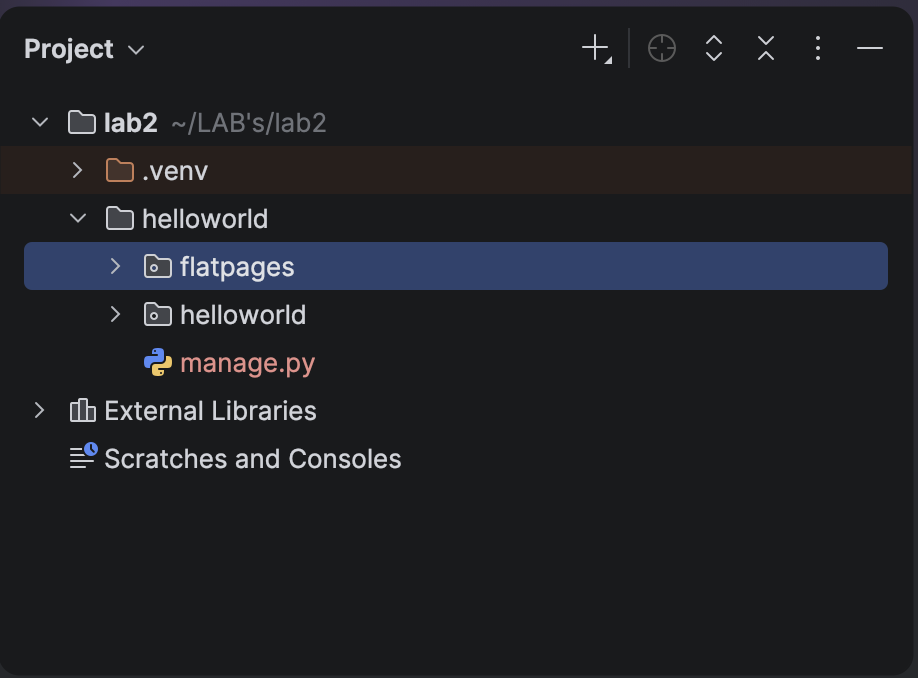 Project
lab2 ~/LAB's/lab2
.venv
helloworld
flatpages
helloworld
manage.py
External Libraries
Scratches and Consoles